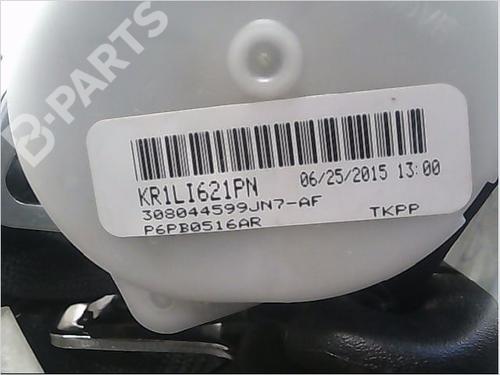 B-PARTS
KR1LI621PN 06/25/2015 13:00
308044599JN7-AF
P6PB0516AR TKPP